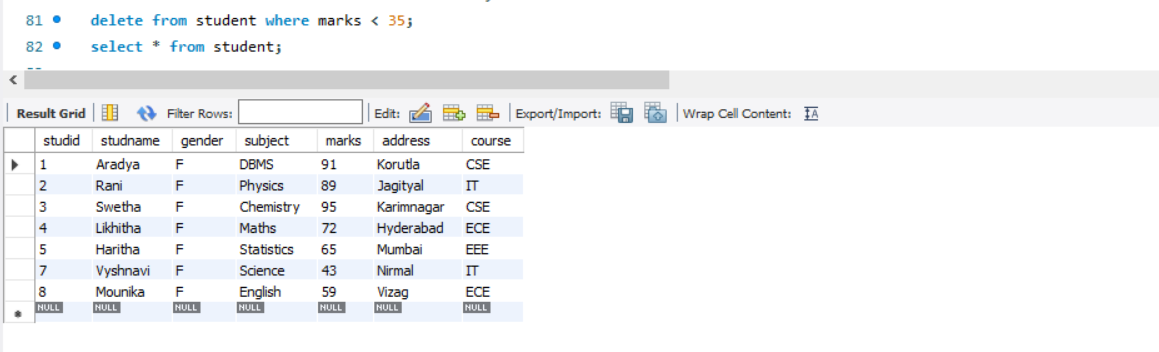 81 delete from student where marks < 35;
82 select * from student;
Result Grid Filter Rows: Edit: Export/Import: Wrap Cell Content: IA
studid studname gender subject marks address course
1 Aradya F DBMS 91 Korutla CSE
2 Rani F Physics 89 Jagityal IT
3 Swetha F Chemistry 95 Karimnagar CSE
4 Likhitha F Maths 72 Hyderabad ECE
5 Haritha F Statistics 65 Mumbai EEE
7 Vyshnavi F Science 43 Nirmal IT
8 Mounika F English 59 Vizag ECE
NULL NULL NULL NULL NULL NULL NULL